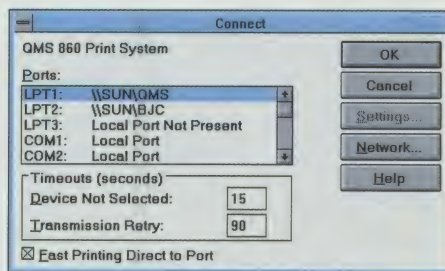 Connect
QMS 860 Print System
Ports:
LPT1: \\SUN\QMS
LPT2: \\SUN\BJC
LPT3: Local Port Not Present
COM1: Local Port
COM2: Local Port
Timeouts (seconds)
Device Not Selected: 15
Transmission Retry: 90
Fast Printing Direct to Port
OK
Cancel
Settings...
Network...
Help